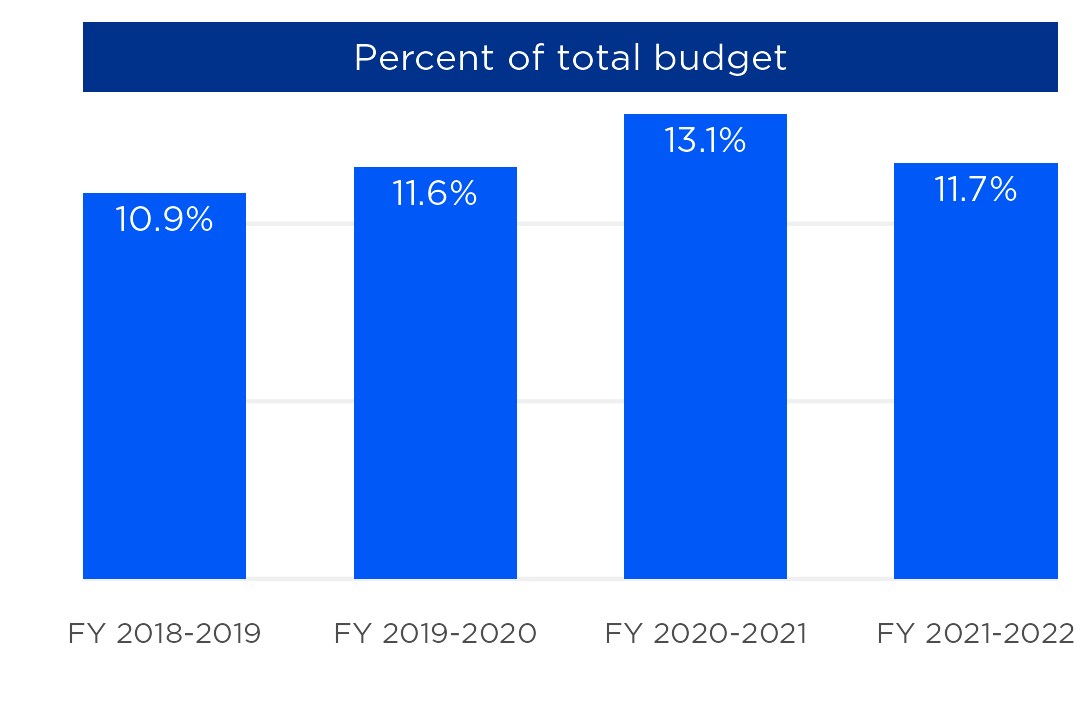 Percent of total budget
13.1%
11.6%
11.7%
10.9%
FY 2018-2019
FY 2019-2020
FY 2020-2021
FY 2021-2022